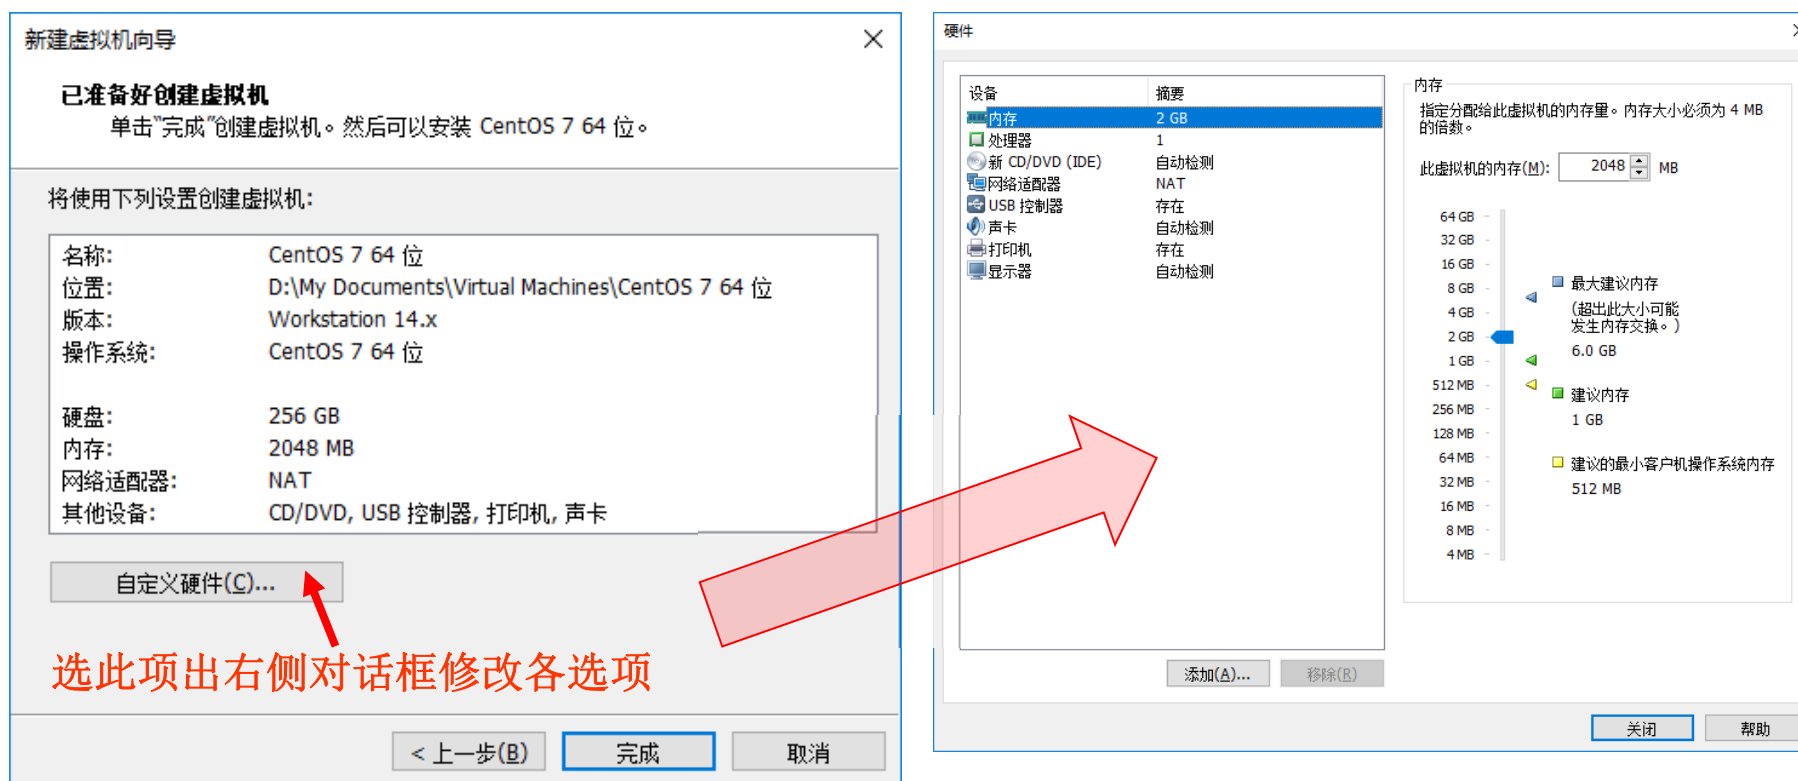 新建虚拟机向导
已准备好创建虚拟机
单击"完成"创建虚拟机。然后可以安装 CentOS 7 64 位。
将使用下列设置创建虚拟机:
名称: CentOS 7 64 位
位置: D:\My Documents\Virtual Machines\CentOS 7 64 位
版本: Workstation 14.x
操作系统: CentOS 7 64 位
硬盘: 256 GB
内存: 2048 MB
网络适配器: NAT
其他设备: CD/DVD, USB 控制器, 打印机, 声卡
自定义硬件(C)...
选此项出右侧对话框修改各选项
< 上一步(B) 完成 取消
硬件
设备 摘要
内存 2 GB
处理器 1
新 CD/DVD (IDE) 自动检测
网络适配器 NAT
USB 控制器 存在
声卡 自动检测
打印机 存在
显示器 自动检测
添加(A)... 移除(R)
内存
指定分配给此虚拟机的内存量。内存大小必须为 4 MB
的倍数。
此虚拟机的内存(M): 2048 MB
64 GB
32 GB
16 GB
8 GB
4 GB
2 GB
1 GB
512 MB
256 MB
128 MB
64 MB
32 MB
16 MB
8 MB
4 MB
最大建议内存
(超出此大小可能
发生内存交换。)
6.0 GB
建议内存
1 GB
建议的最小客户机操作系统内存
512 MB
关闭 帮助